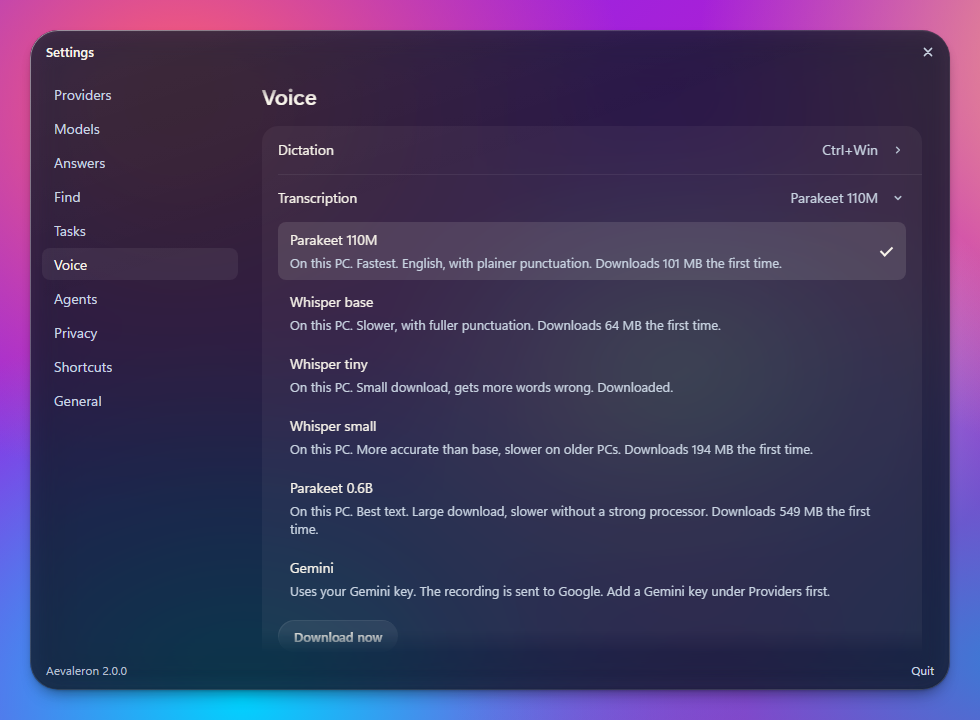 Settings
Providers
Models
Answers
Find
Tasks
Voice
Agents
Privacy
Shortcuts
General
Voice
Dictation Ctrl+Win
Transcription Parakeet 110M
Parakeet 110M
On this PC. Fastest. English, with plainer punctuation. Downloads 101 MB the first time.
Whisper base
On this PC. Slower, with fuller punctuation. Downloads 64 MB the first time.
Whisper tiny
On this PC. Small download, gets more words wrong. Downloaded.
Whisper small
On this PC. More accurate than base, slower on older PCs. Downloads 194 MB the first time.
Parakeet 0.6B
On this PC. Best text. Large download, slower without a strong processor. Downloads 549 MB the first
time.
Gemini
Uses your Gemini key. The recording is sent to Google. Add a Gemini key under Providers first.
Download now
Aevaleron 2.0.0
Quit